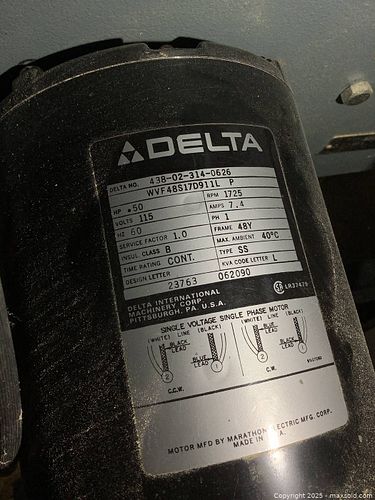 DELTA
DELTA NO. 438-02-314-0626
WVF48S17D911L P
HP .50 RPM 1725
VOLTS 115 AMPS 7.4
HZ 60 PH 1
SERVICE FACTOR 1.0 FRAME 48Y
INSUL CLASS B MAX. AMBIENT 40°C
TIME RATING CONT. TYPE SS
DESIGN LETTER KVA CODE LETTER L
23763 062090
DELTA INTERNATIONAL
MACHINERY CORP
PITTSBURGH, PA. U.S.A.
LR37479
SINGLE VOLTAGE SINGLE PHASE MOTOR
(WHITE) LINE (BLACK) (WHITE) LINE (BLACK)
BLACK LEAD BLUE LEAD
BLUE LEAD BLACK LEAD
2 1 2 1
C.C.W. C.W.
MOTOR MFD BY MARATHON ELECTRIC MFG. CORP.
MADE IN
Copyright 2025 - maxsold.com